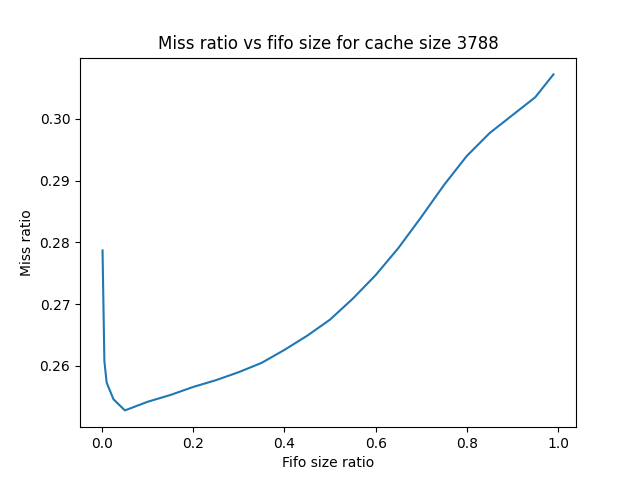 Miss ratio vs fifo size for cache size 3788
0.30
0.29
0.28
0.27
0.26
Miss ratio
0.0 0.2 0.4 0.6 0.8 1.0
Fifo size ratio